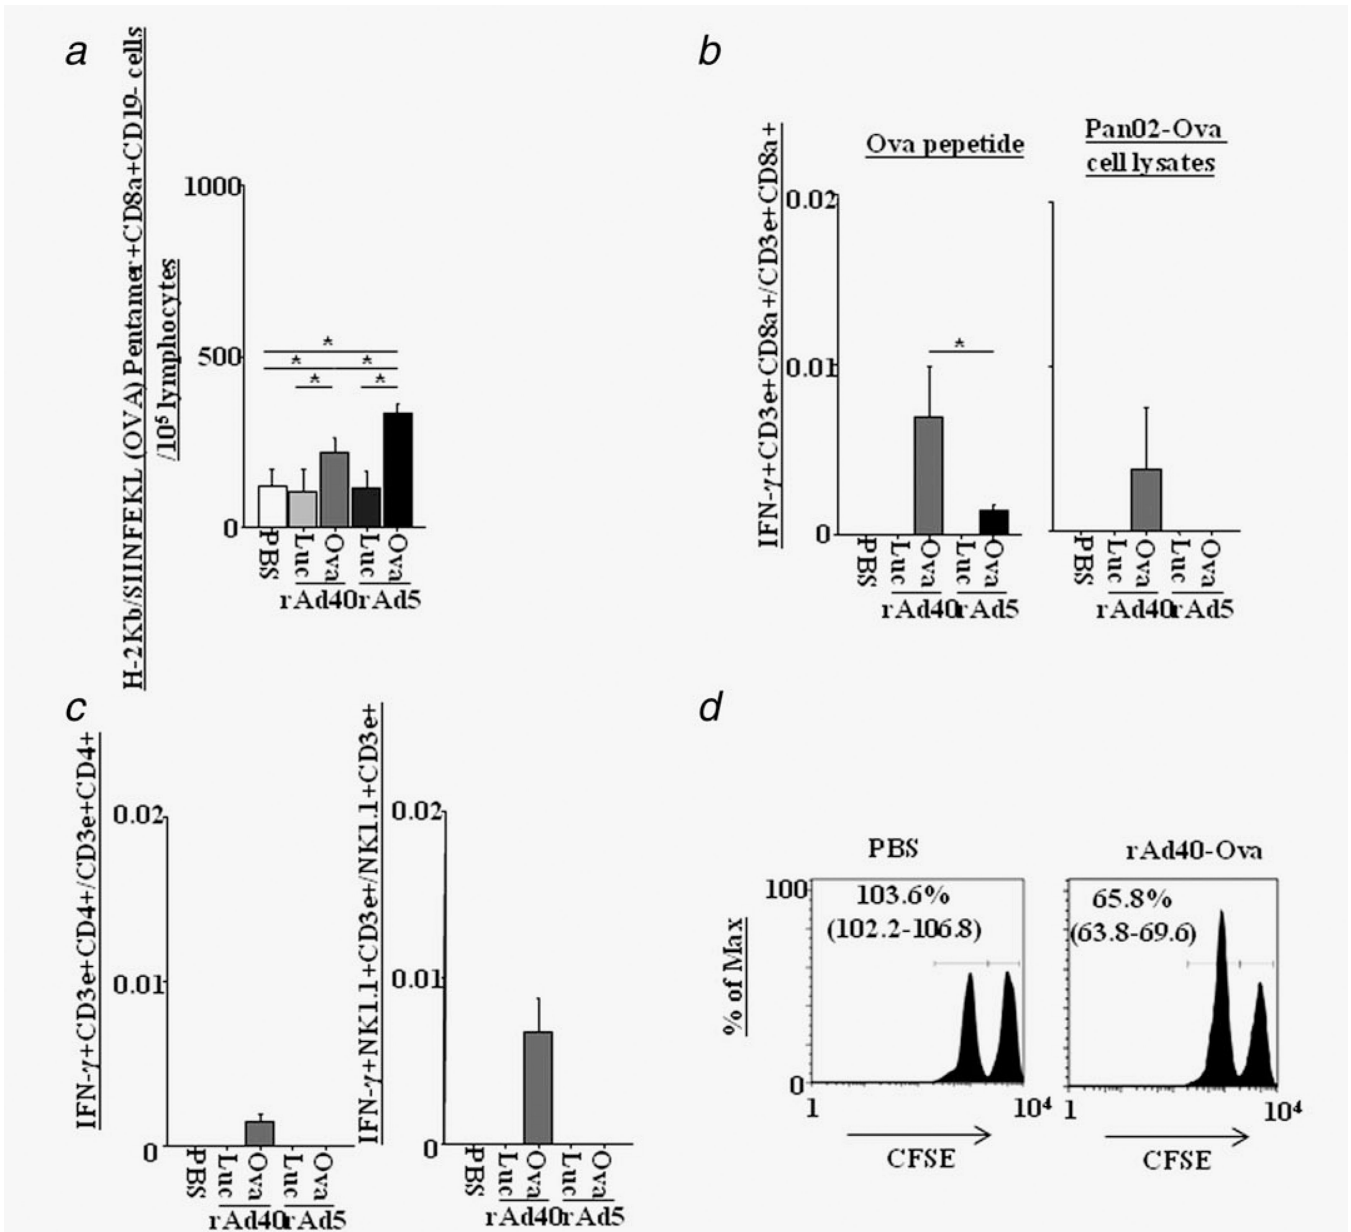 a
H-2Kb/SIINFEKL (OVA) Pentamer+CD8a+CD19- cells
/10⁵ lymphocytes
1000
500
0
*
* *
* *
PBS
Luc
Ova
Luc
Ova
rAd40 rAd5
b
IFN-γ+CD3e+CD8a+/CD3e+CD8a+
Ova pepetide
0.02
0.01
0
*
PBS
Luc
Ova
Luc
Ova
rAd40 rAd5
Pan02-Ova
cell lysates
PBS
Luc
Ova
Luc
Ova
rAd40 rAd5
c
IFN-γ+CD3e+CD4+/CD3e+CD4+
0.02
0.01
0
PBS
Luc
Ova
Luc
Ova
rAd40 rAd5
IFN-γ+NK1.1+CD3e+/NK1.1+CD3e+
0.02
0.01
0
PBS
Luc
Ova
Luc
Ova
rAd40 rAd5
d
% of Max
PBS
100
0
103.6%
(102.2-106.8)
1 10⁴
CFSE
rAd40-Ova
65.8%
(63.8-69.6)
1 10⁴
CFSE